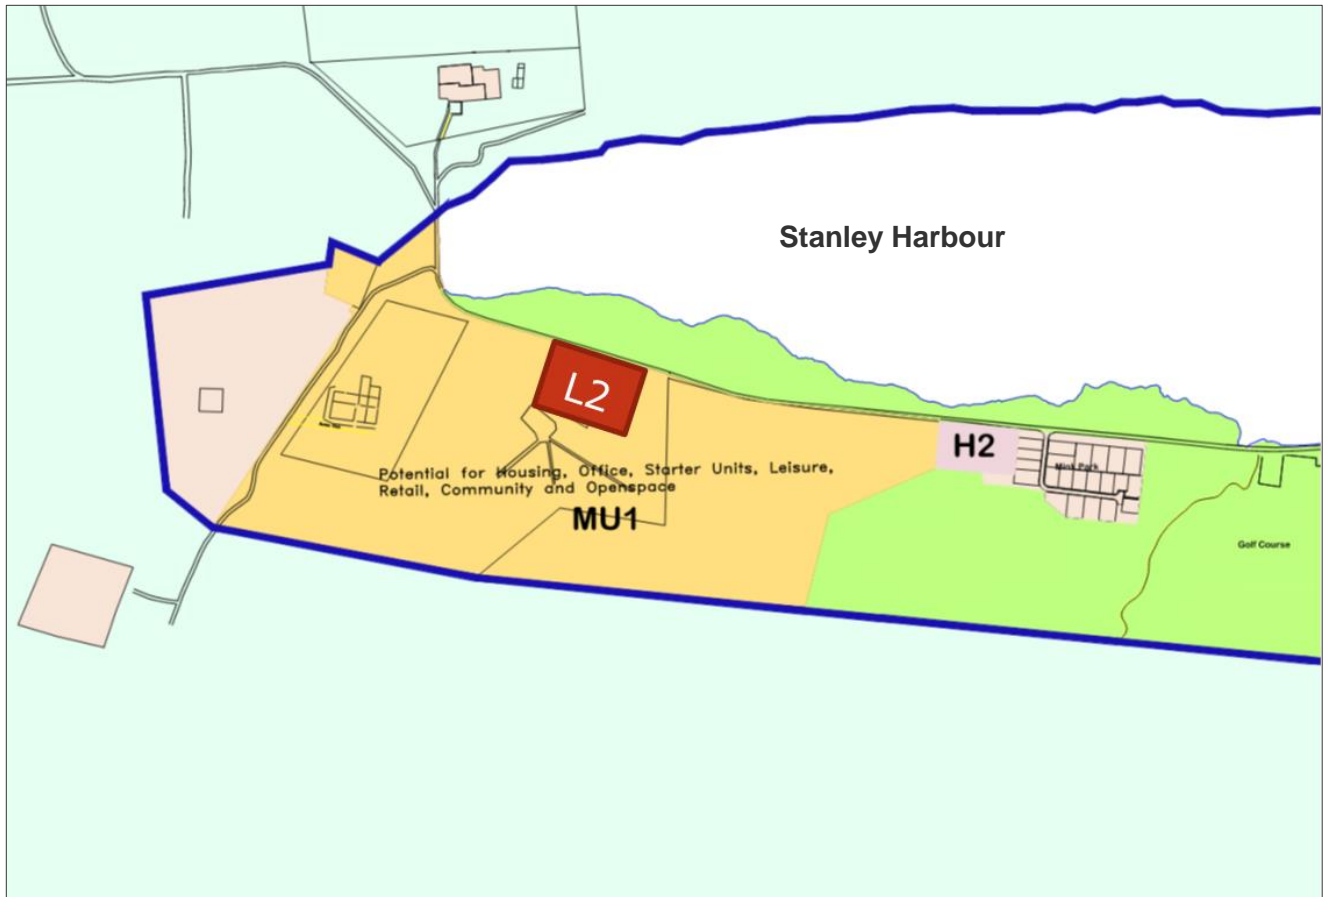 Stanley Harbour
L2
H2
Mink Park
Potential for Housing, Office, Starter Units, Leisure,
Retail, Community and Openspace
MU1
Golf Course